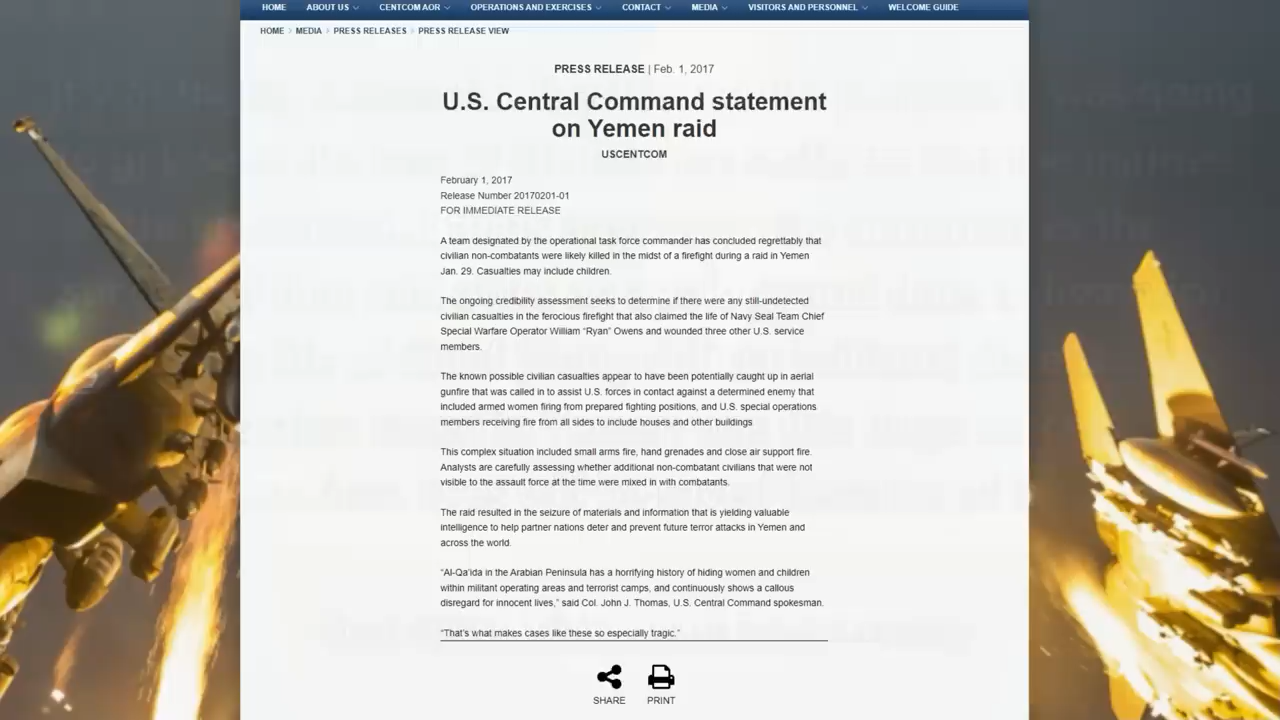 HOME ABOUT US CENTCOM AOR OPERATIONS AND EXERCISES CONTACT MEDIA VISITORS AND PERSONNEL WELCOME GUIDE
HOME > MEDIA > PRESS RELEASES > PRESS RELEASE VIEW
PRESS RELEASE | Feb. 1, 2017
U.S. Central Command statement
on Yemen raid
USCENTCOM
February 1, 2017
Release Number 20170201-01
FOR IMMEDIATE RELEASE
A team designated by the operational task force commander has concluded regrettably that
civilian non-combatants were likely killed in the midst of a firefight during a raid in Yemen
Jan. 29. Casualties may include children.
The ongoing credibility assessment seeks to determine if there were any still-undetected
civilian casualties in the ferocious firefight that also claimed the life of Navy Seal Team Chief
Special Warfare Operator William “Ryan” Owens and wounded three other U.S. service
members.
The known possible civilian casualties appear to have been potentially caught up in aerial
gunfire that was called in to assist U.S. forces in contact against a determined enemy that
included armed women firing from prepared fighting positions, and U.S. special operations
members receiving fire from all sides to include houses and other buildings
This complex situation included small arms fire, hand grenades and close air support fire.
Analysts are carefully assessing whether additional non-combatant civilians that were not
visible to the assault force at the time were mixed in with combatants.
The raid resulted in the seizure of materials and information that is yielding valuable
intelligence to help partner nations deter and prevent future terror attacks in Yemen and
across the world.
“Al-Qa’ida in the Arabian Peninsula has a horrifying history of hiding women and children
within militant operating areas and terrorist camps, and continuously shows a callous
disregard for innocent lives,” said Col. John J. Thomas, U.S. Central Command spokesman.
“That’s what makes cases like these so especially tragic.”
SHARE PRINT